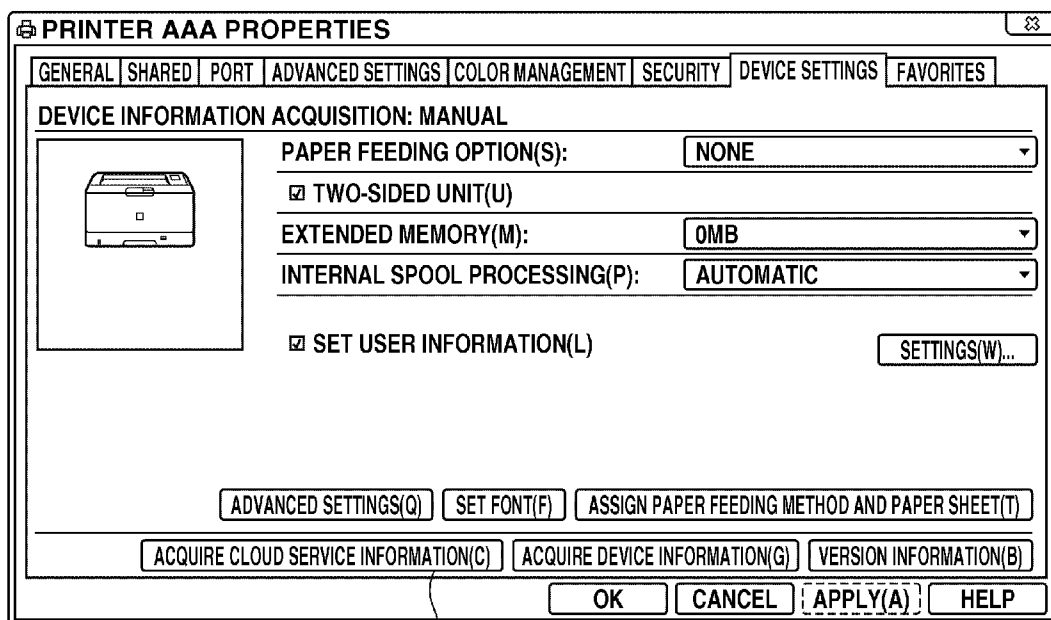 PRINTER AAA PROPERTIES
GENERAL SHARED PORT ADVANCED SETTINGS COLOR MANAGEMENT SECURITY DEVICE SETTINGS FAVORITES
DEVICE INFORMATION ACQUISITION: MANUAL
PAPER FEEDING OPTION(S): NONE
TWO-SIDED UNIT(U)
EXTENDED MEMORY(M): 0MB
INTERNAL SPOOL PROCESSING(P): AUTOMATIC
SET USER INFORMATION(L)
SETTINGS(W)...
ADVANCED SETTINGS(Q) SET FONT(F) ASSIGN PAPER FEEDING METHOD AND PAPER SHEET(T)
ACQUIRE CLOUD SERVICE INFORMATION(C) ACQUIRE DEVICE INFORMATION(G) VERSION INFORMATION(B)
OK CANCEL APPLY(A) HELP